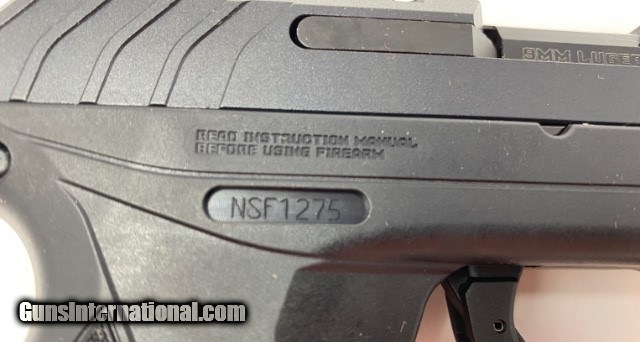 9MM LUGER
READ INSTRUCTION MANUAL
BEFORE USING FIREARM
NSF1275
GunsInternational.com